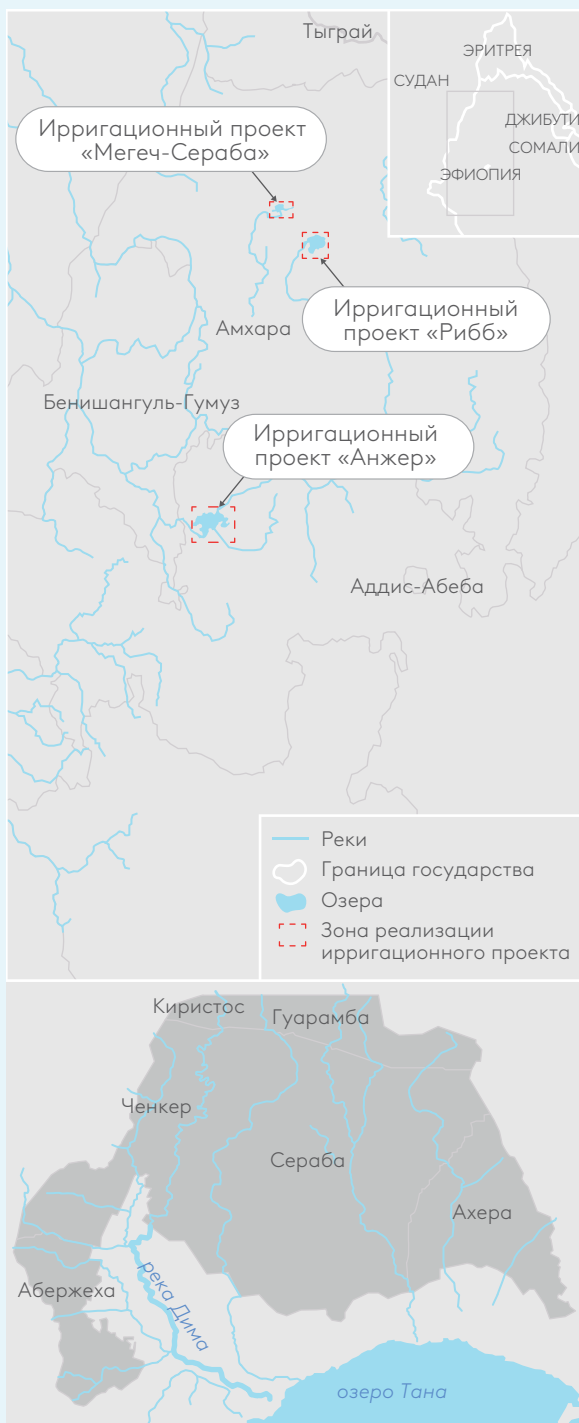 Тыграй
ЭРИТРЕЯ
СУДАН
ДЖИБУТИ
СОМАЛИ
ЭФИОПИЯ
Ирригационный проект
«Мегеч-Сераба»
Ирригационный
проект «Рибб»
Амхара
Бенишангуль-Гумуз
Ирригационный
проект «Анжер»
Аддис-Абеба
Реки
Граница государства
Озера
Зона реализации
ирригационного проекта
Киристос
Гуарамба
Ченкер
Сераба
Ахера
Абержеха
река Дима
озеро Тана